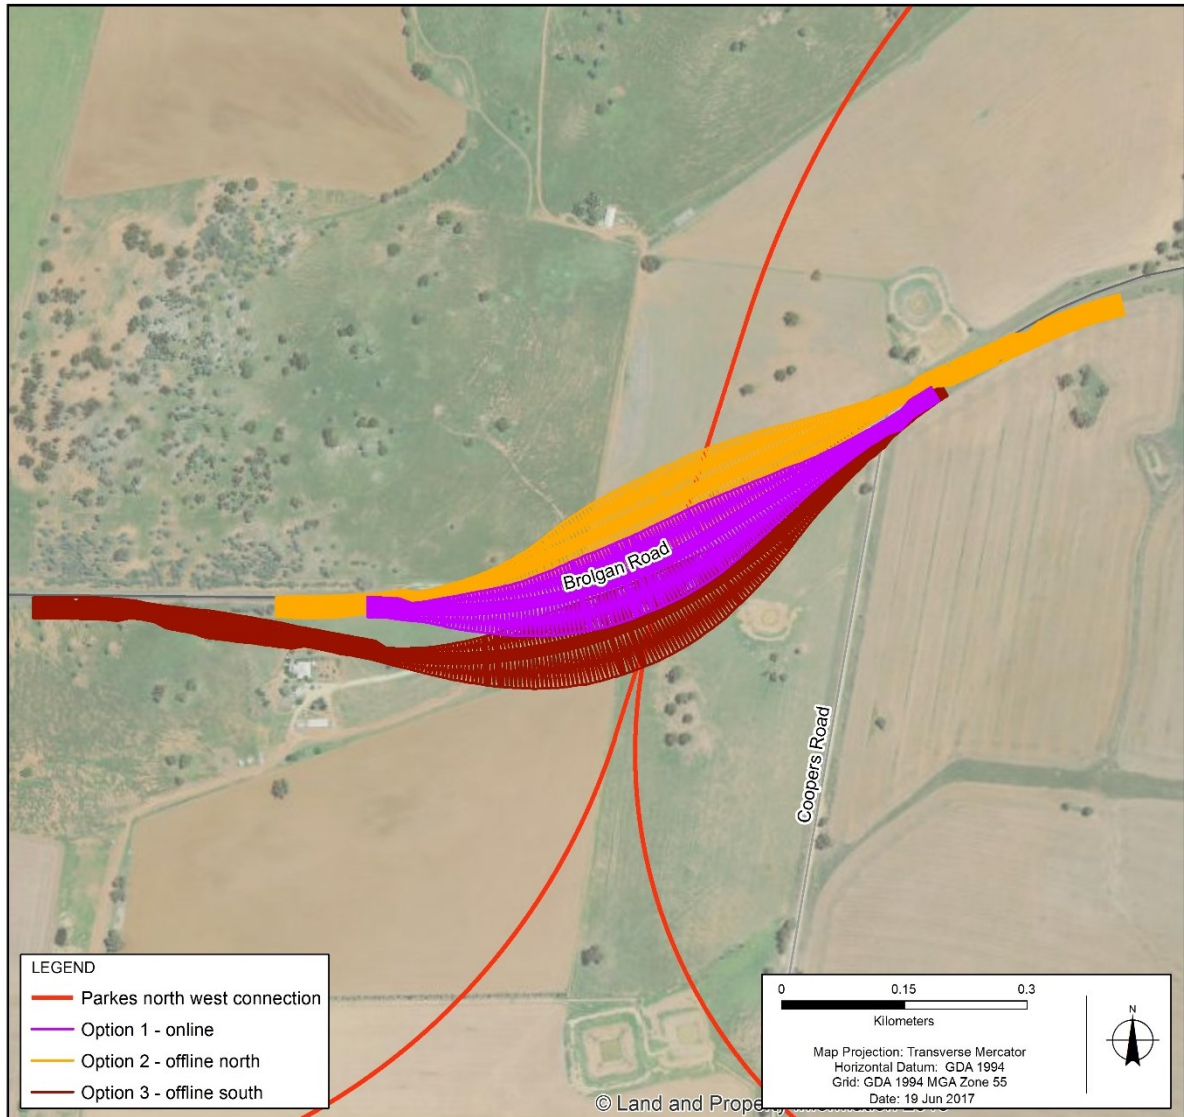 Brolgan Road
Coopers Road
LEGEND
Parkes north west connection
Option 1 - online
Option 2 - offline north
Option 3 - offline south
0 0.15 0.3
Kilometers
Map Projection: Transverse Mercator
Horizontal Datum: GDA 1994
Grid: GDA 1994 MGA Zone 55
Date: 19 Jun 2017
N
© Land and Property